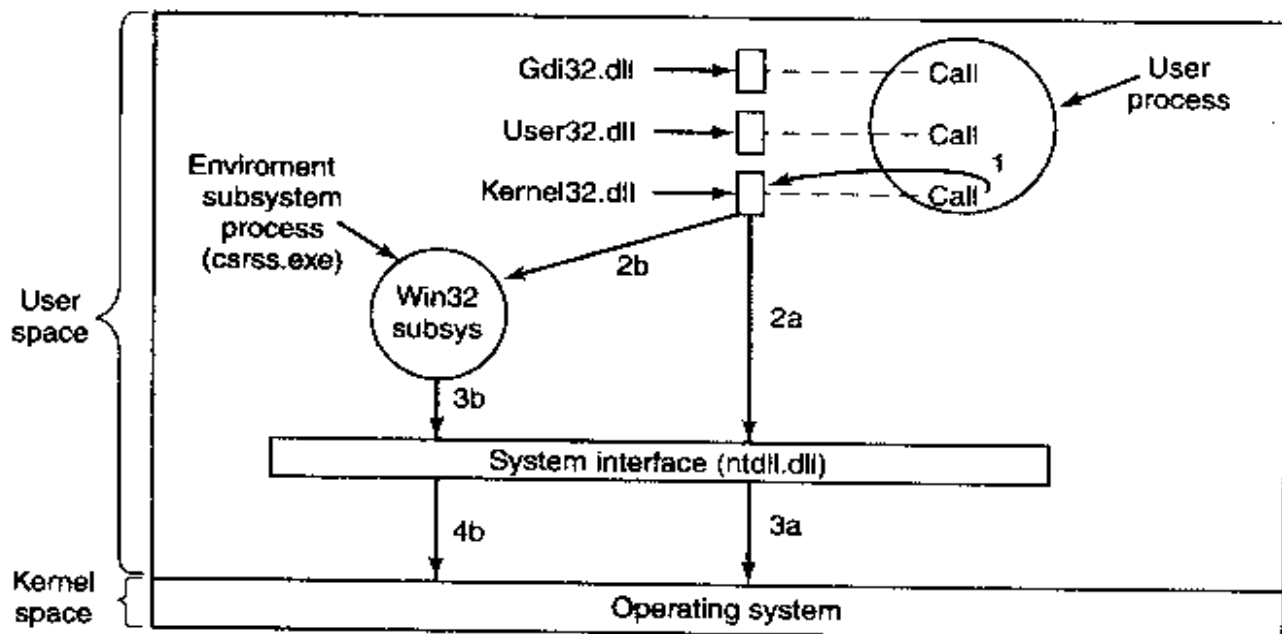 Gdi32.dll
Call
User
process
User32.dll
Call
Enviroment
subsystem
process
(csrss.exe)
Kernel32.dll
1
Call
2b
User
space
Win32
subsys
2a
3b
System interface (ntdll.dll)
4b
3a
Kernel
space
Operating system